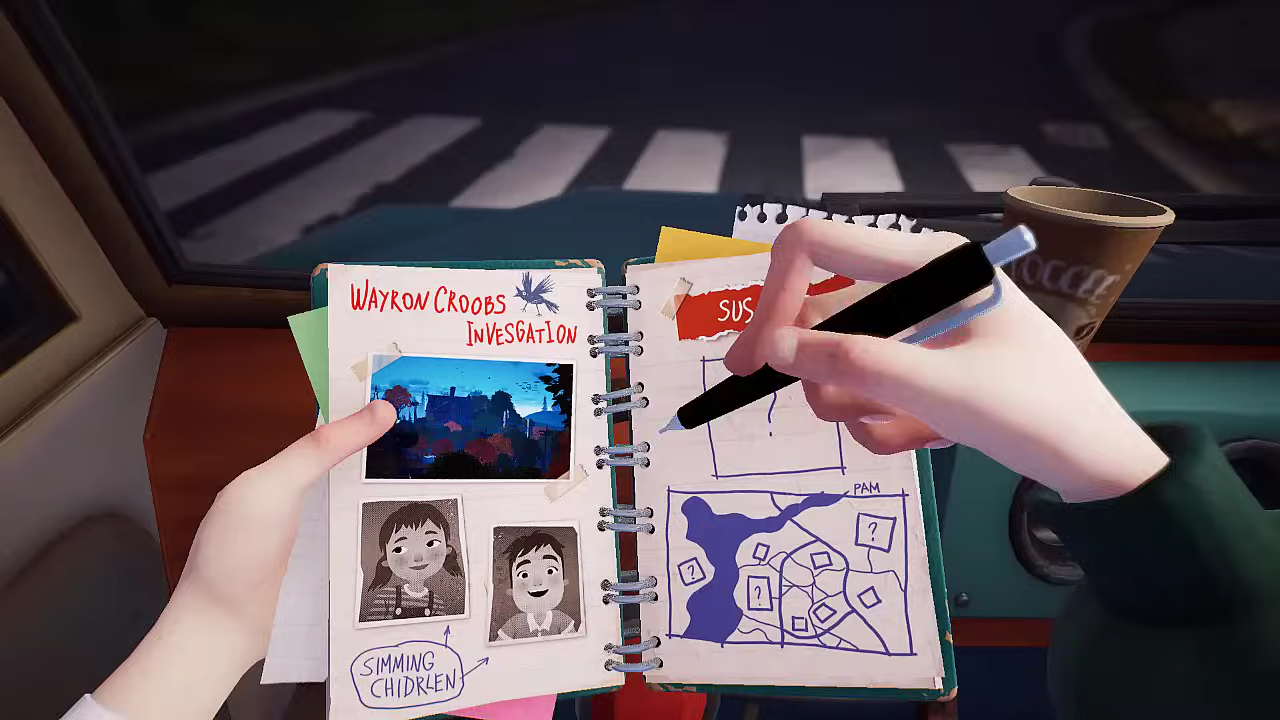 WAYRON CROOBS
INVESGATION
SIMMING
CHIDRLEN
SUS
?
PAM
?
?
?